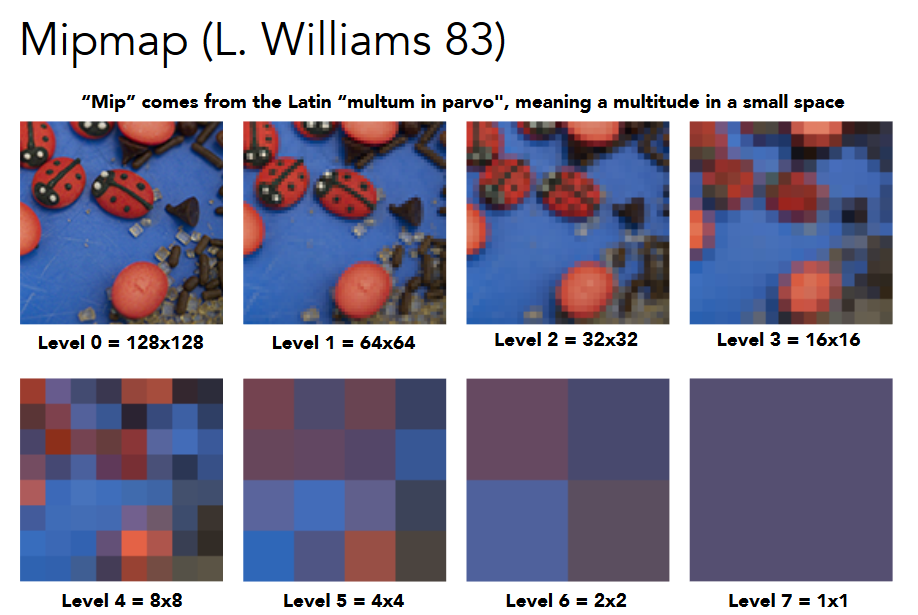 Mipmap (L. Williams 83)
“Mip” comes from the Latin “multum in parvo", meaning a multitude in a small space
Level 0 = 128x128
Level 1 = 64x64
Level 2 = 32x32
Level 3 = 16x16
Level 4 = 8x8
Level 5 = 4x4
Level 6 = 2x2
Level 7 = 1x1